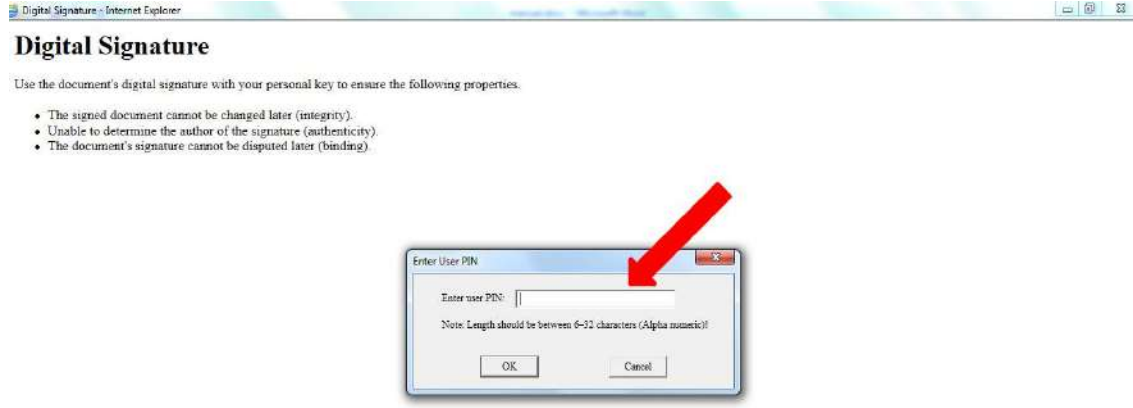 Digital Signature - Internet Explorer
Digital Signature
Use the document's digital signature with your personal key to ensure the following properties.
• The signed document cannot be changed later (integrity).
• Unable to determine the author of the signature (authenticity).
• The document's signature cannot be disputed later (binding).
Enter User PIN
Enter user PIN:
Note: Length should be between 6–32 characters (Alpha numeric)!
OK
Cancel